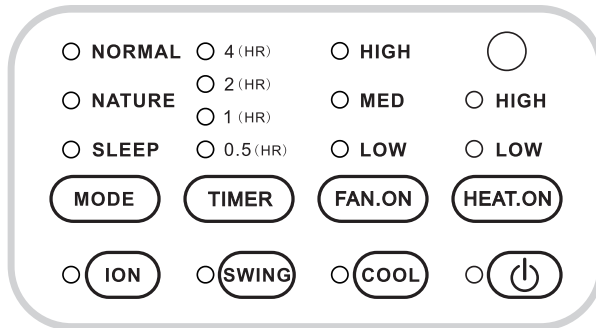 NORMAL 4(HR) HIGH
2(HR)
NATURE MED HIGH
1(HR)
SLEEP 0.5(HR) LOW LOW
MODE TIMER FAN.ON HEAT.ON
ION SWING COOL